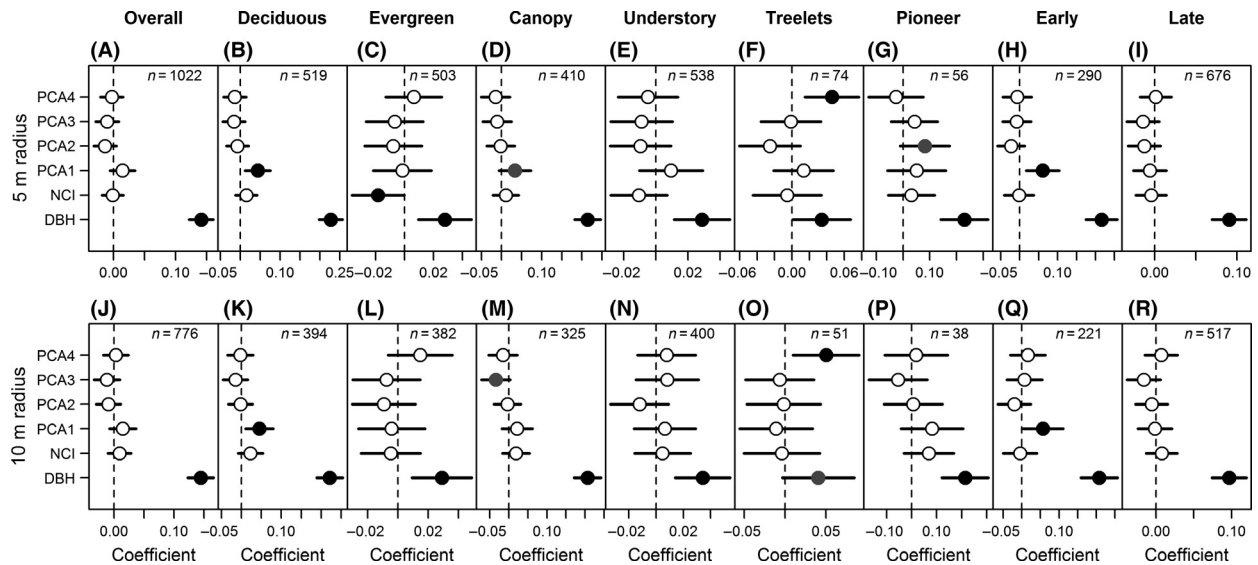 Overall Deciduous Evergreen Canopy Understory Treelets Pioneer Early Late
(A) (B) (C) (D) (E) (F) (G) (H) (I)
n = 1022 n = 519 n = 503 n = 410 n = 538 n = 74 n = 56 n = 290 n = 676
5 m radius
PCA4
PCA3
PCA2
PCA1
NCI
DBH
0.00 0.10 −0.05 0.10 0.25 −0.02 0.02 −0.05 0.10 −0.02 0.02 −0.06 0.00 0.06 −0.10 0.10 −0.05 0.10 0.00 0.10
(J) (K) (L) (M) (N) (O) (P) (Q) (R)
n = 776 n = 394 n = 382 n = 325 n = 400 n = 51 n = 38 n = 221 n = 517
10 m radius
PCA4
PCA3
PCA2
PCA1
NCI
DBH
0.00 0.10 −0.05 0.10 −0.02 0.02 −0.05 0.10 −0.02 0.02 −0.05 0.05 −0.10 0.10 −0.05 0.10 0.00 0.10
Coefficient Coefficient Coefficient Coefficient Coefficient Coefficient Coefficient Coefficient Coefficient